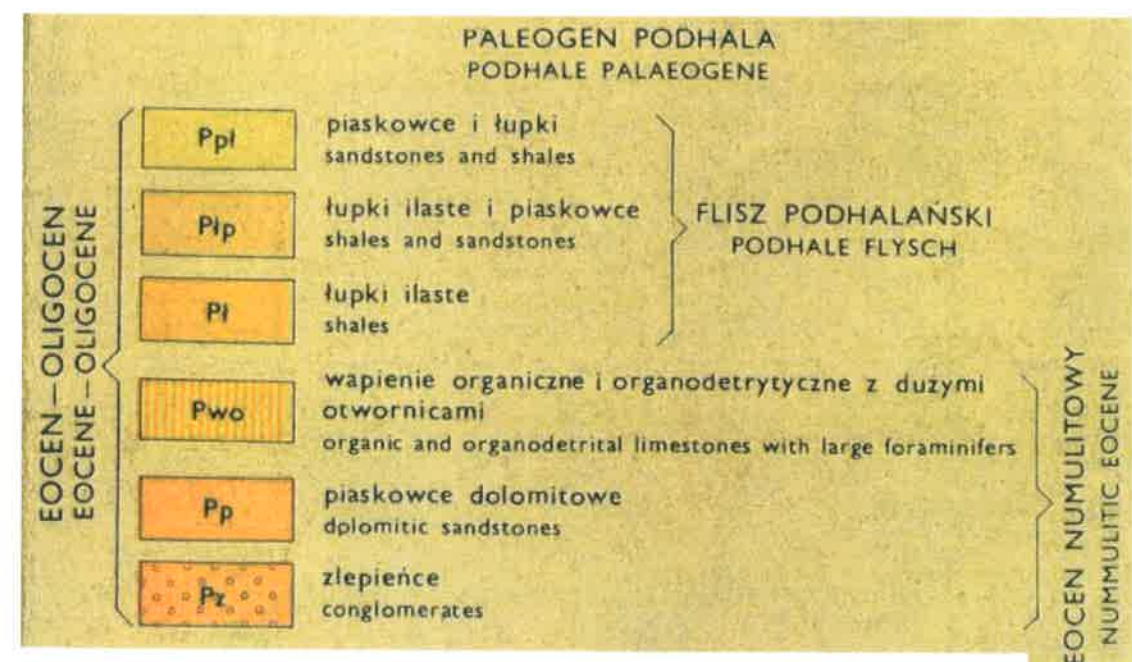 PALEOGEN PODHALA
PODHALE PALAEOGENE
EOCEN—OLIGOCEN
EOCENE—OLIGOCENE
Ppł
piaskowce i łupki
sandstones and shales
Płp
łupki ilaste i piaskowce
shales and sandstones
Pł
łupki ilaste
shales
FLISZ PODHALAŃSKI
PODHALE FLYSCH
Pwo
wapienie organiczne i organodetrytyczne z dużymi
otwornicami
organic and organodetrital limestones with large foraminifers
Pp
piaskowce dolomitowe
dolomitic sandstones
Pz
zlepieńce
conglomerates
EOCEN NUMULITOWY
NUMMULITIC EOCENE